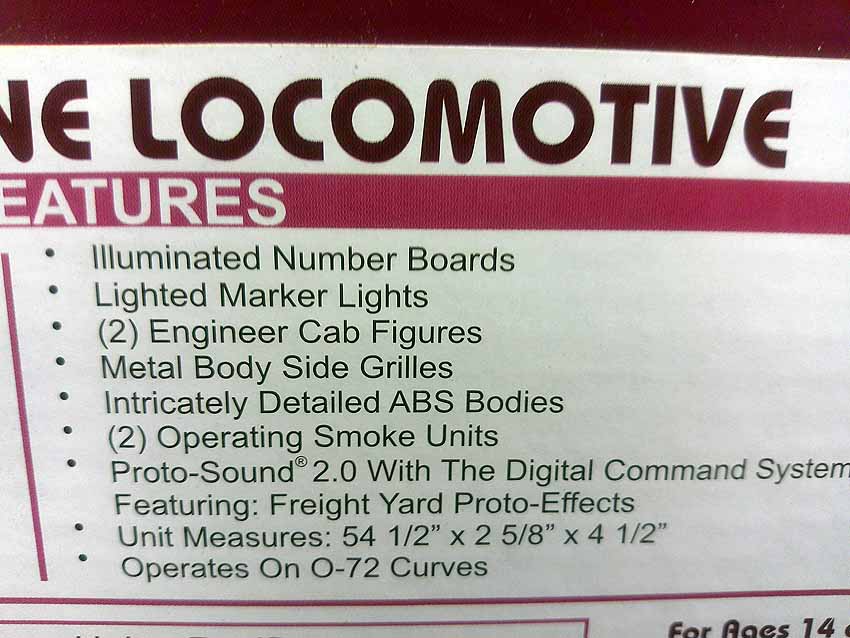 NE LOCOMOTIVE
EATURES
• Illuminated Number Boards
• Lighted Marker Lights
• (2) Engineer Cab Figures
• Metal Body Side Grilles
• Intricately Detailed ABS Bodies
• (2) Operating Smoke Units
• Proto-Sound® 2.0 With The Digital Command System
Featuring: Freight Yard Proto-Effects
• Unit Measures: 54 1/2” x 2 5/8” x 4 1/2”
• Operates On O-72 Curves
For Ages 14